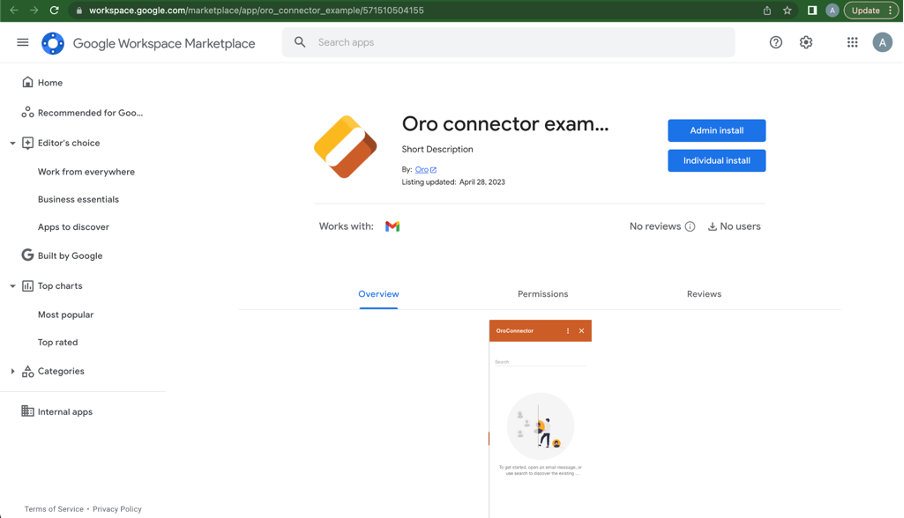 workspace.google.com/marketplace/app/oro_connector_example/571510504155
A
Update
Google Workspace Marketplace
Search apps
A
Home
Recommended for Goo...
Editor's choice
Work from everywhere
Business essentials
Apps to discover
Built by Google
Top charts
Most popular
Top rated
Categories
Internal apps
Terms of Service • Privacy Policy
Oro connector exam...
Short Description
By: Oro
Listing updated: April 28, 2023
Admin install
Individual install
Works with:
No reviews
No users
Overview
Permissions
Reviews
OroConnector
Search
To get started, open an email message, or
use search to discover the existing ...